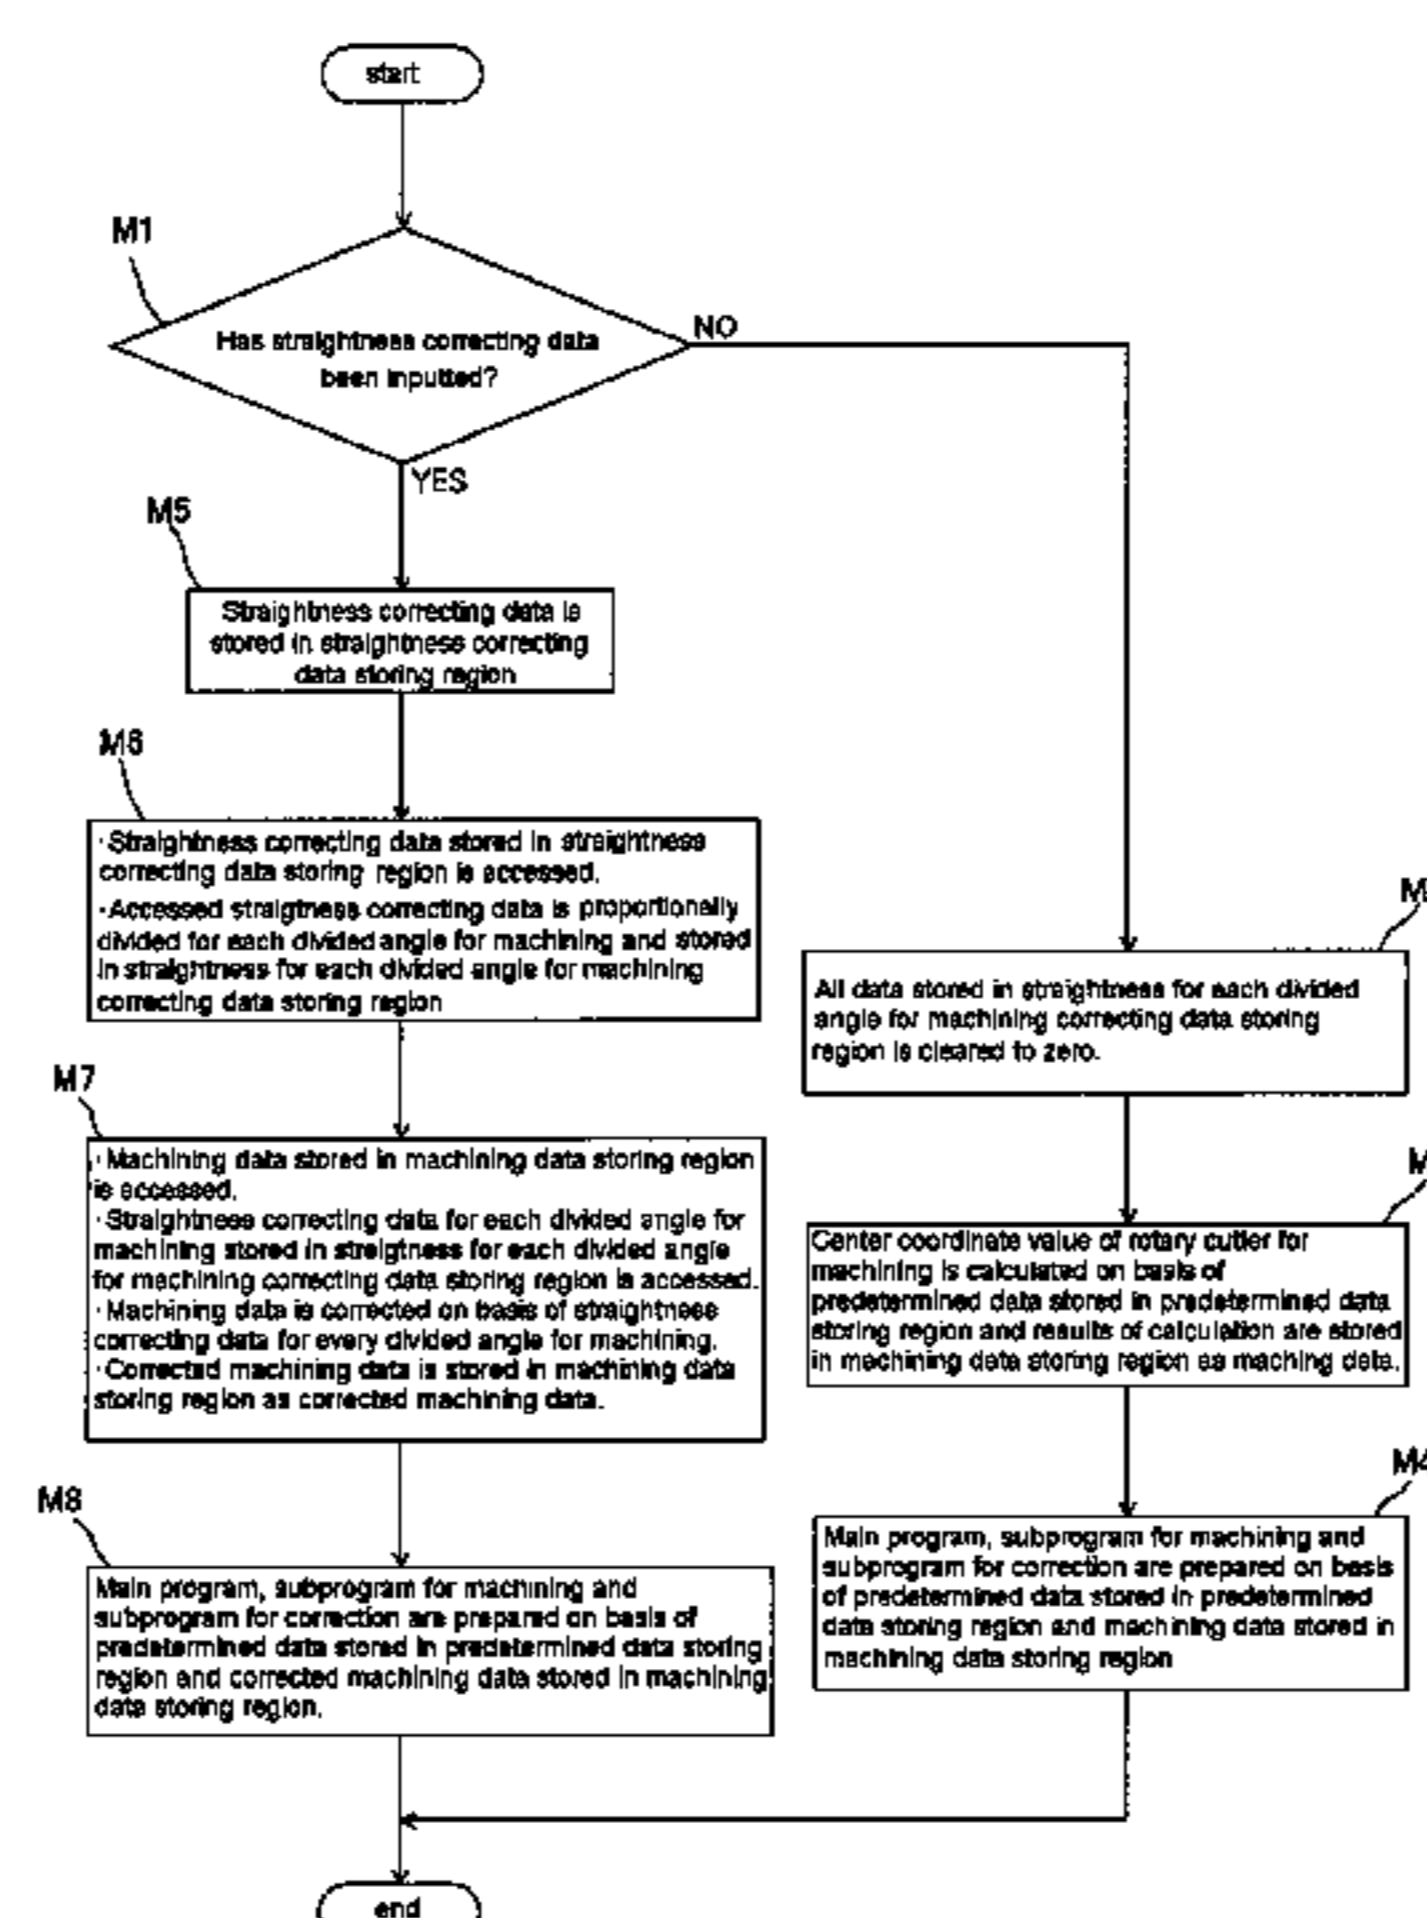 start
M1
Has straightness correcting data
been inputted?
NO
YES
M5
Straightness correcting data is
stored in straightness correcting
data storing region
M6
·Straightness correcting data stored in straightness
correcting data storing region is accessed.
·Accessed straigtness correcting data is proportionally
divided for each divided angle for machining and stored
in straightness for each divided angle for machining
correcting data storing region
M7
·Machining data stored in machining data storing region
is accessed.
·Straightness correcting data for each divided angle for
machining stored in streigtness for each divided angle
for machining correcting data storing region is accessed.
·Machining data is corrected on basis of straightness
correcting data for every divided angle for machining.
·Corrected machining data is stored in machining data
storing region as corrected machining data.
M8
Main program, subprogram for machining and
subprogram for correction are prepared on basis of
predetermined data stored in predetermined data storing
region and corrected machining data stored in machining
data storing region.
M
All data stored in straightness for each divided
angle for machining correcting data storing
region is cleared to zero.
M
Center coordinate value of rotary cutter for
machining is calculated on basis of
predetermined data stored in predetermined data
storing region and results of calculation are stored
in machining data storing region as maching data.
M4
Main program, subprogram for machining and
subprogram for correction are prepared on basis
of predetermined data stored in predetermined
data storing region and machining data stored in
machining data storing region
end